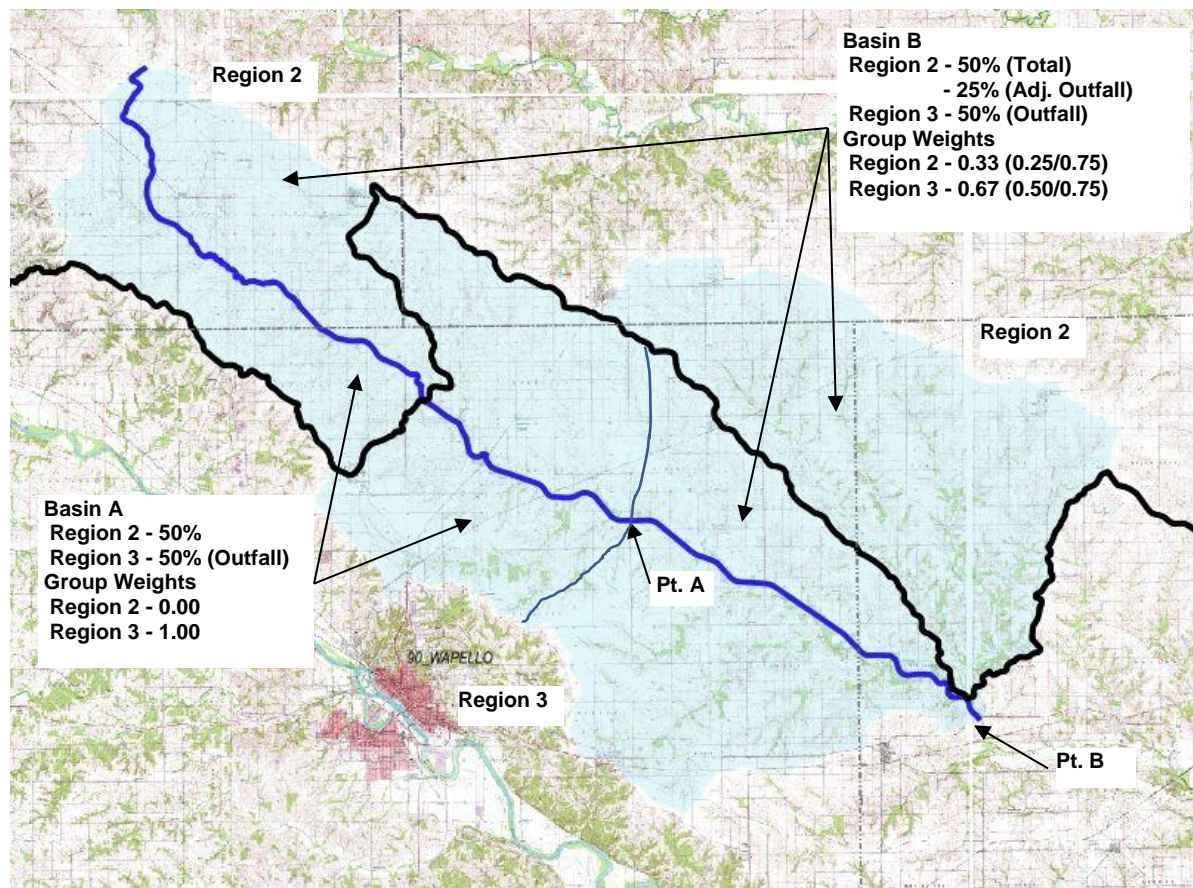 Region 2
Basin B
Region 2 - 50% (Total)
- 25% (Adj. Outfall)
Region 3 - 50% (Outfall)
Group Weights
Region 2 - 0.33 (0.25/0.75)
Region 3 - 0.67 (0.50/0.75)
Region 2
Basin A
Region 2 - 50%
Region 3 - 50% (Outfall)
Group Weights
Region 2 - 0.00
Region 3 - 1.00
Pt. A
90_WAPELLO
Region 3
Pt. B